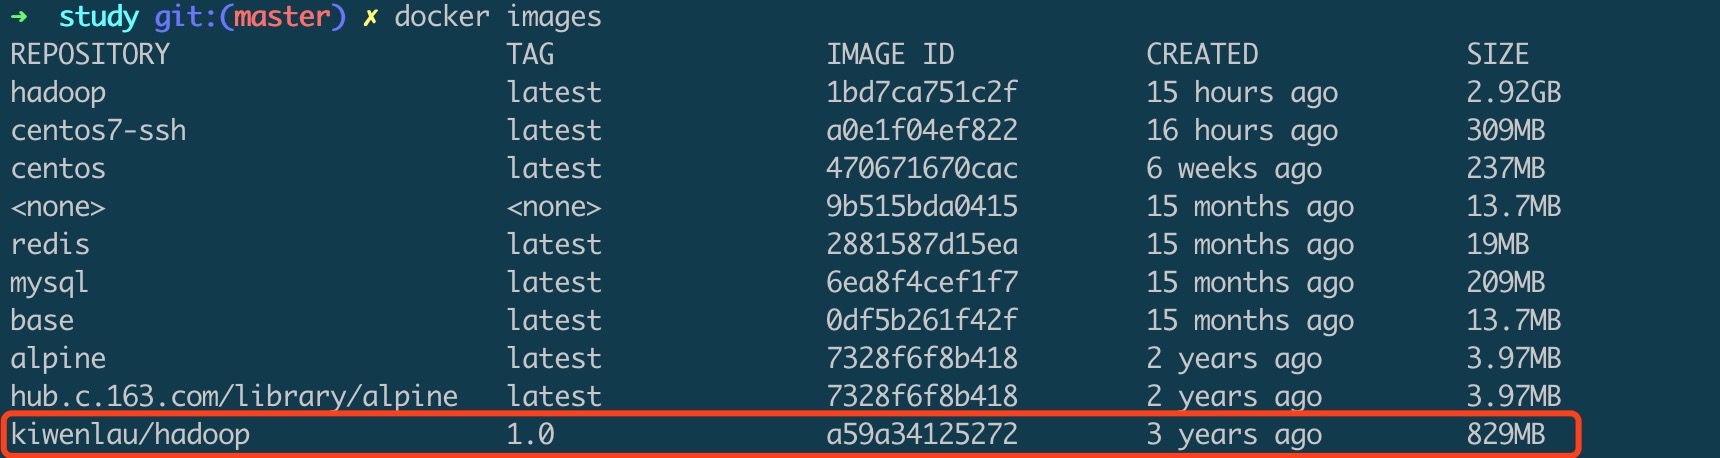 ➜ study git:(master) ✗ docker images
REPOSITORY TAG IMAGE ID CREATED SIZE
hadoop latest 1bd7ca751c2f 15 hours ago 2.92GB
centos7-ssh latest a0e1f04ef822 16 hours ago 309MB
centos latest 470671670cac 6 weeks ago 237MB
<none> <none> 9b515bda0415 15 months ago 13.7MB
redis latest 2881587d15ea 15 months ago 19MB
mysql latest 6ea8f4cef1f7 15 months ago 209MB
base latest 0df5b261f42f 15 months ago 13.7MB
alpine latest 7328f6f8b418 2 years ago 3.97MB
hub.c.163.com/library/alpine latest 7328f6f8b418 2 years ago 3.97MB
kiwenlau/hadoop 1.0 a59a34125272 3 years ago 829MB